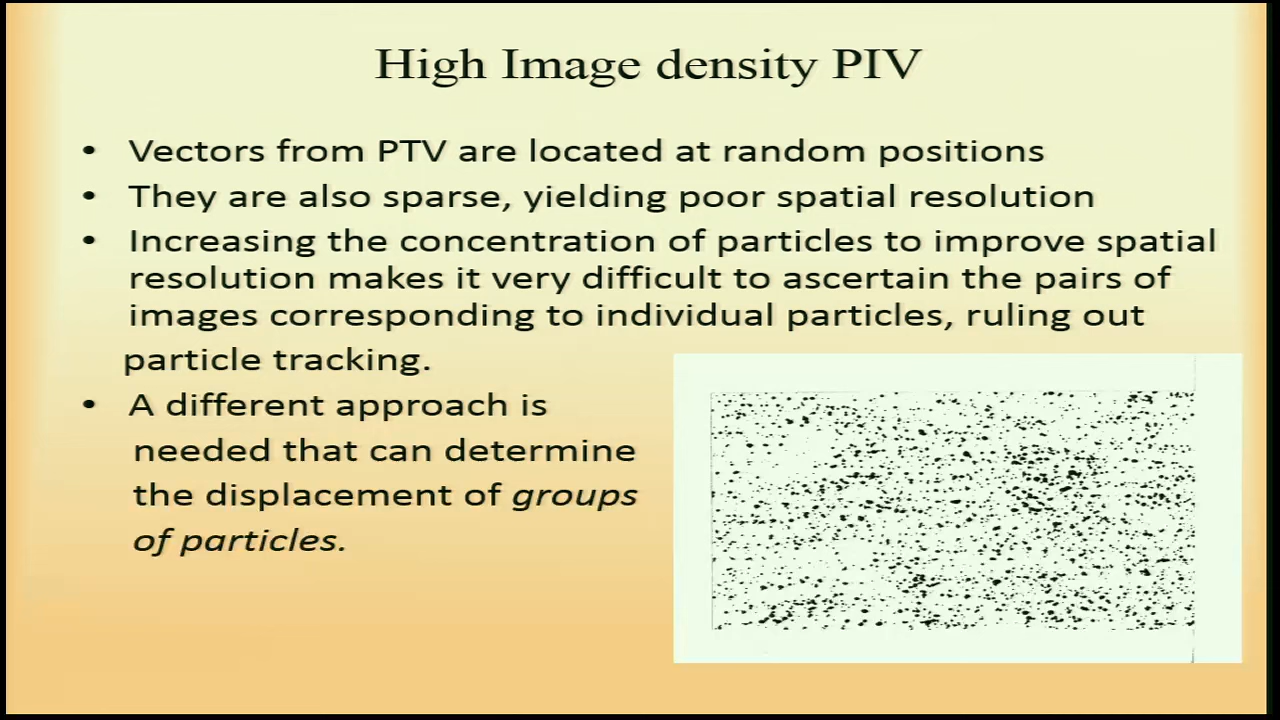 High Image density PIV
• Vectors from PTV are located at random positions
• They are also sparse, yielding poor spatial resolution
• Increasing the concentration of particles to improve spatial
resolution makes it very difficult to ascertain the pairs of
images corresponding to individual particles, ruling out
particle tracking.
• A different approach is
needed that can determine
the displacement of groups
of particles.